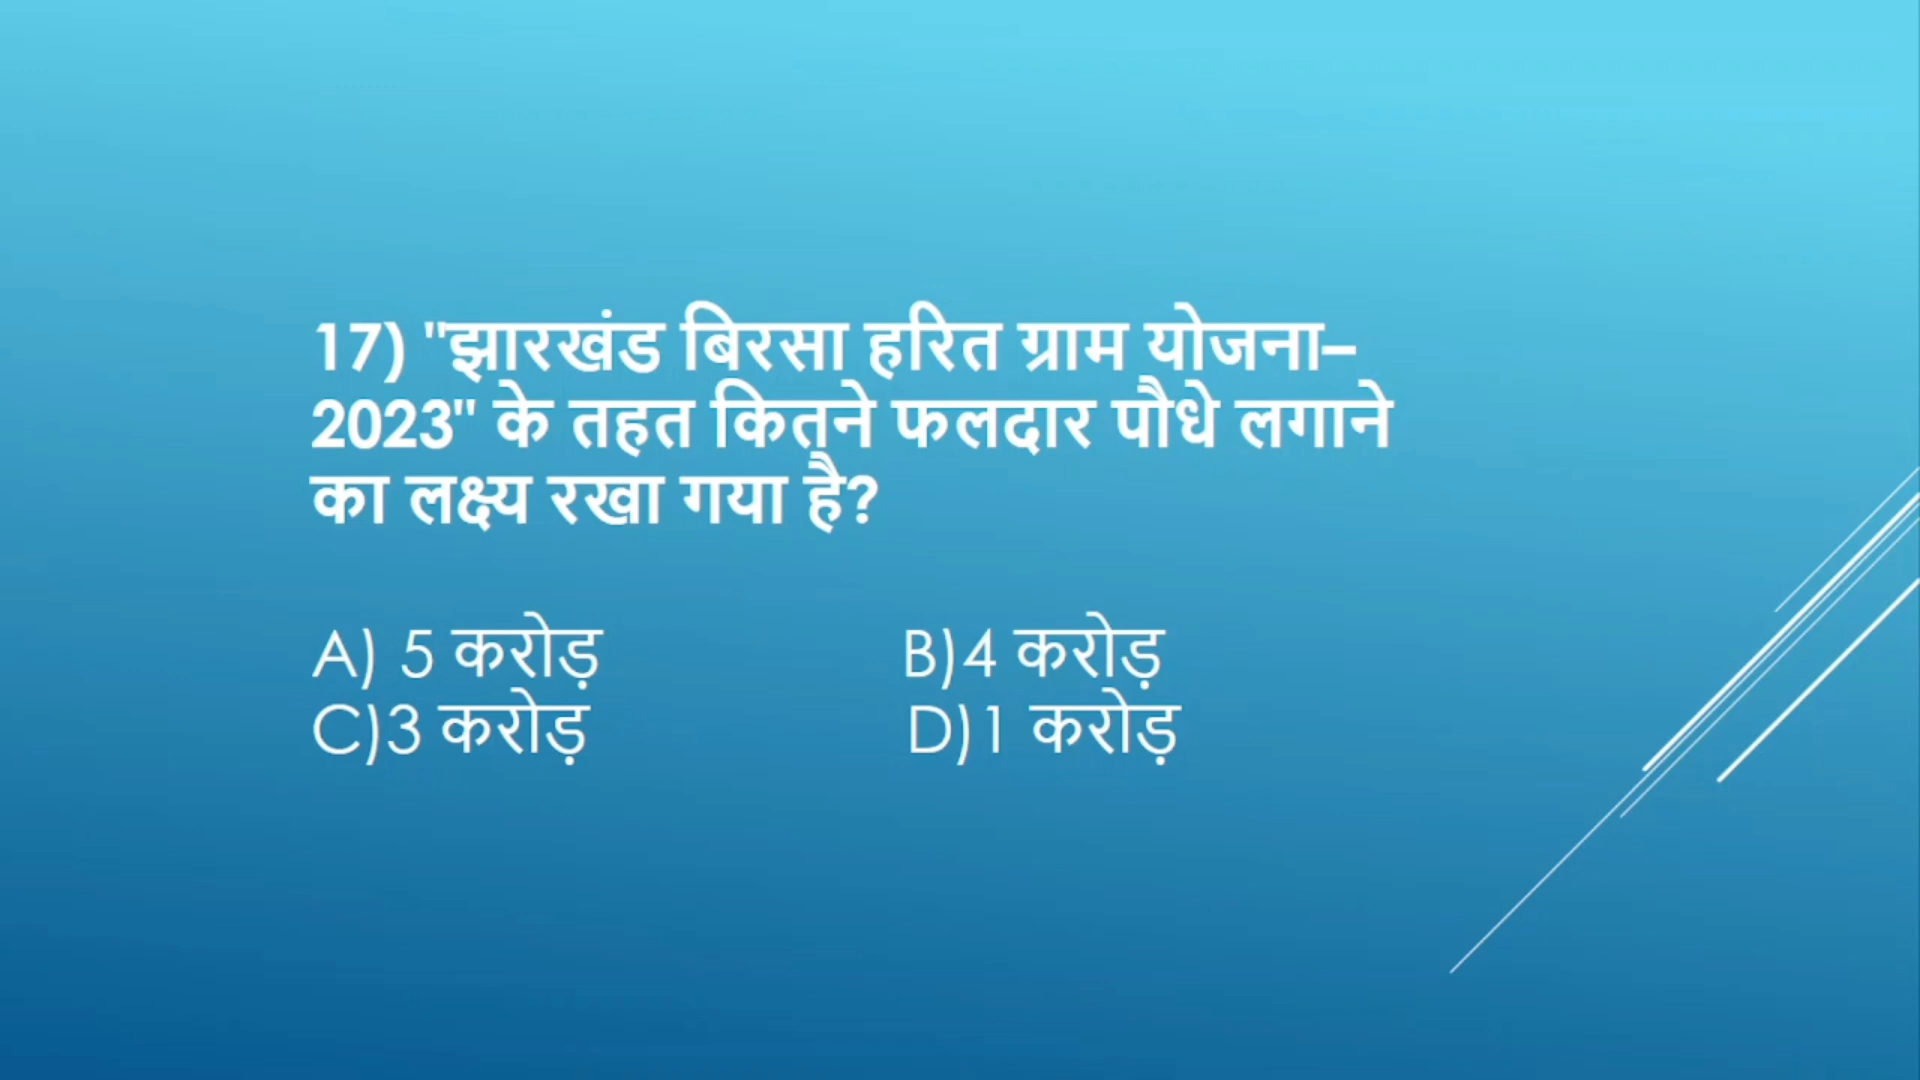 17) "झारखंड बिरसा हरित ग्राम योजना–
2023" के तहत कितने फलदार पौधे लगाने
का लक्ष्य रखा गया है?
A) 5 करोड़ B)4 करोड़
C)3 करोड़ D)1 करोड़